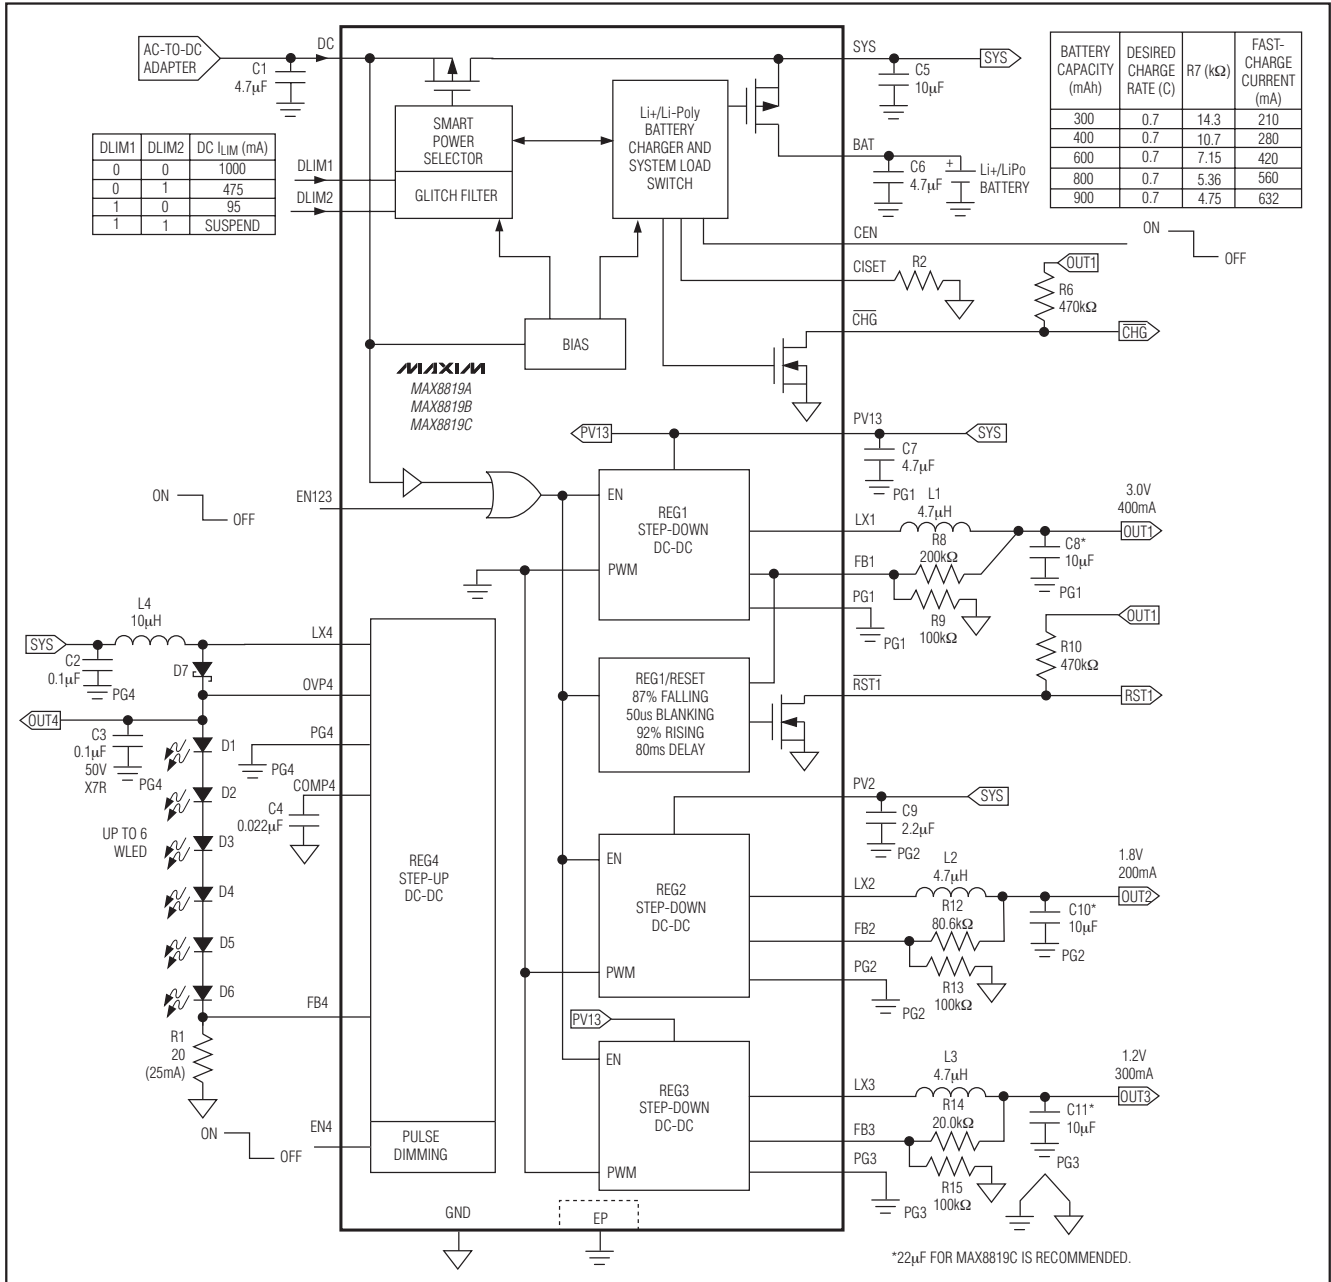 AC-TO-DC
ADAPTER
C1
4.7µF
DC
DLIM1 DLIM2 DC ILIM (mA)
0 0 1000
0 1 475
1 0 95
1 1 SUSPEND
DLIM1
DLIM2
SMART
POWER
SELECTOR
GLITCH FILTER
Li+/Li-Poly
BATTERY
CHARGER AND
SYSTEM LOAD
SWITCH
BIAS
MAXIM
MAX8819A
MAX8819B
MAX8819C
SYS
SYS
C5
10µF
BAT
C6
4.7µF
+
Li+/LiPo
BATTERY
BATTERY
CAPACITY
(mAh)
DESIRED
CHARGE
RATE (C)
R7 (kΩ)
FAST-
CHARGE
CURRENT
(mA)
300 0.7 14.3 210
400 0.7 10.7 280
600 0.7 7.15 420
800 0.7 5.36 560
900 0.7 4.75 632
CEN
ON
OFF
CISET
R2
OUT1
R6
470kΩ
CHG
CHG
PV13
PV13
SYS
C7
4.7µF
PG1
ON
OFF
EN123
EN
REG1
STEP-DOWN
DC-DC
PWM
LX1
L1
4.7µH
3.0V
400mA
OUT1
R8
200kΩ
C8*
10µF
PG1
FB1
R9
100kΩ
PG1
PG1
OUT1
R10
470kΩ
REG1/RESET
87% FALLING
50us BLANKING
92% RISING
80ms DELAY
RST1
RST1
L4
10µH
SYS
C2
0.1µF
PG4
D7
LX4
OVP4
OUT4
C3
0.1µF
50V
X7R
PG4
PG4
PG4
COMP4
C4
0.022µF
D1
D2
D3
D4
D5
D6
UP TO 6
WLED
FB4
R1
20
(25mA)
ON
OFF
EN4
REG4
STEP-UP
DC-DC
PULSE
DIMMING
PV2
SYS
C9
2.2µF
PG2
EN
REG2
STEP-DOWN
DC-DC
PWM
LX2
L2
4.7µH
1.8V
200mA
OUT2
R12
80.6kΩ
C10*
10µF
PG2
FB2
PG2
R13
100kΩ
PG2
PV13
EN
REG3
STEP-DOWN
DC-DC
PWM
LX3
L3
4.7µH
1.2V
300mA
OUT3
R14
20.0kΩ
C11*
10µF
PG3
FB3
PG3
R15
100kΩ
PG3
GND
EP
*22µF FOR MAX8819C IS RECOMMENDED.